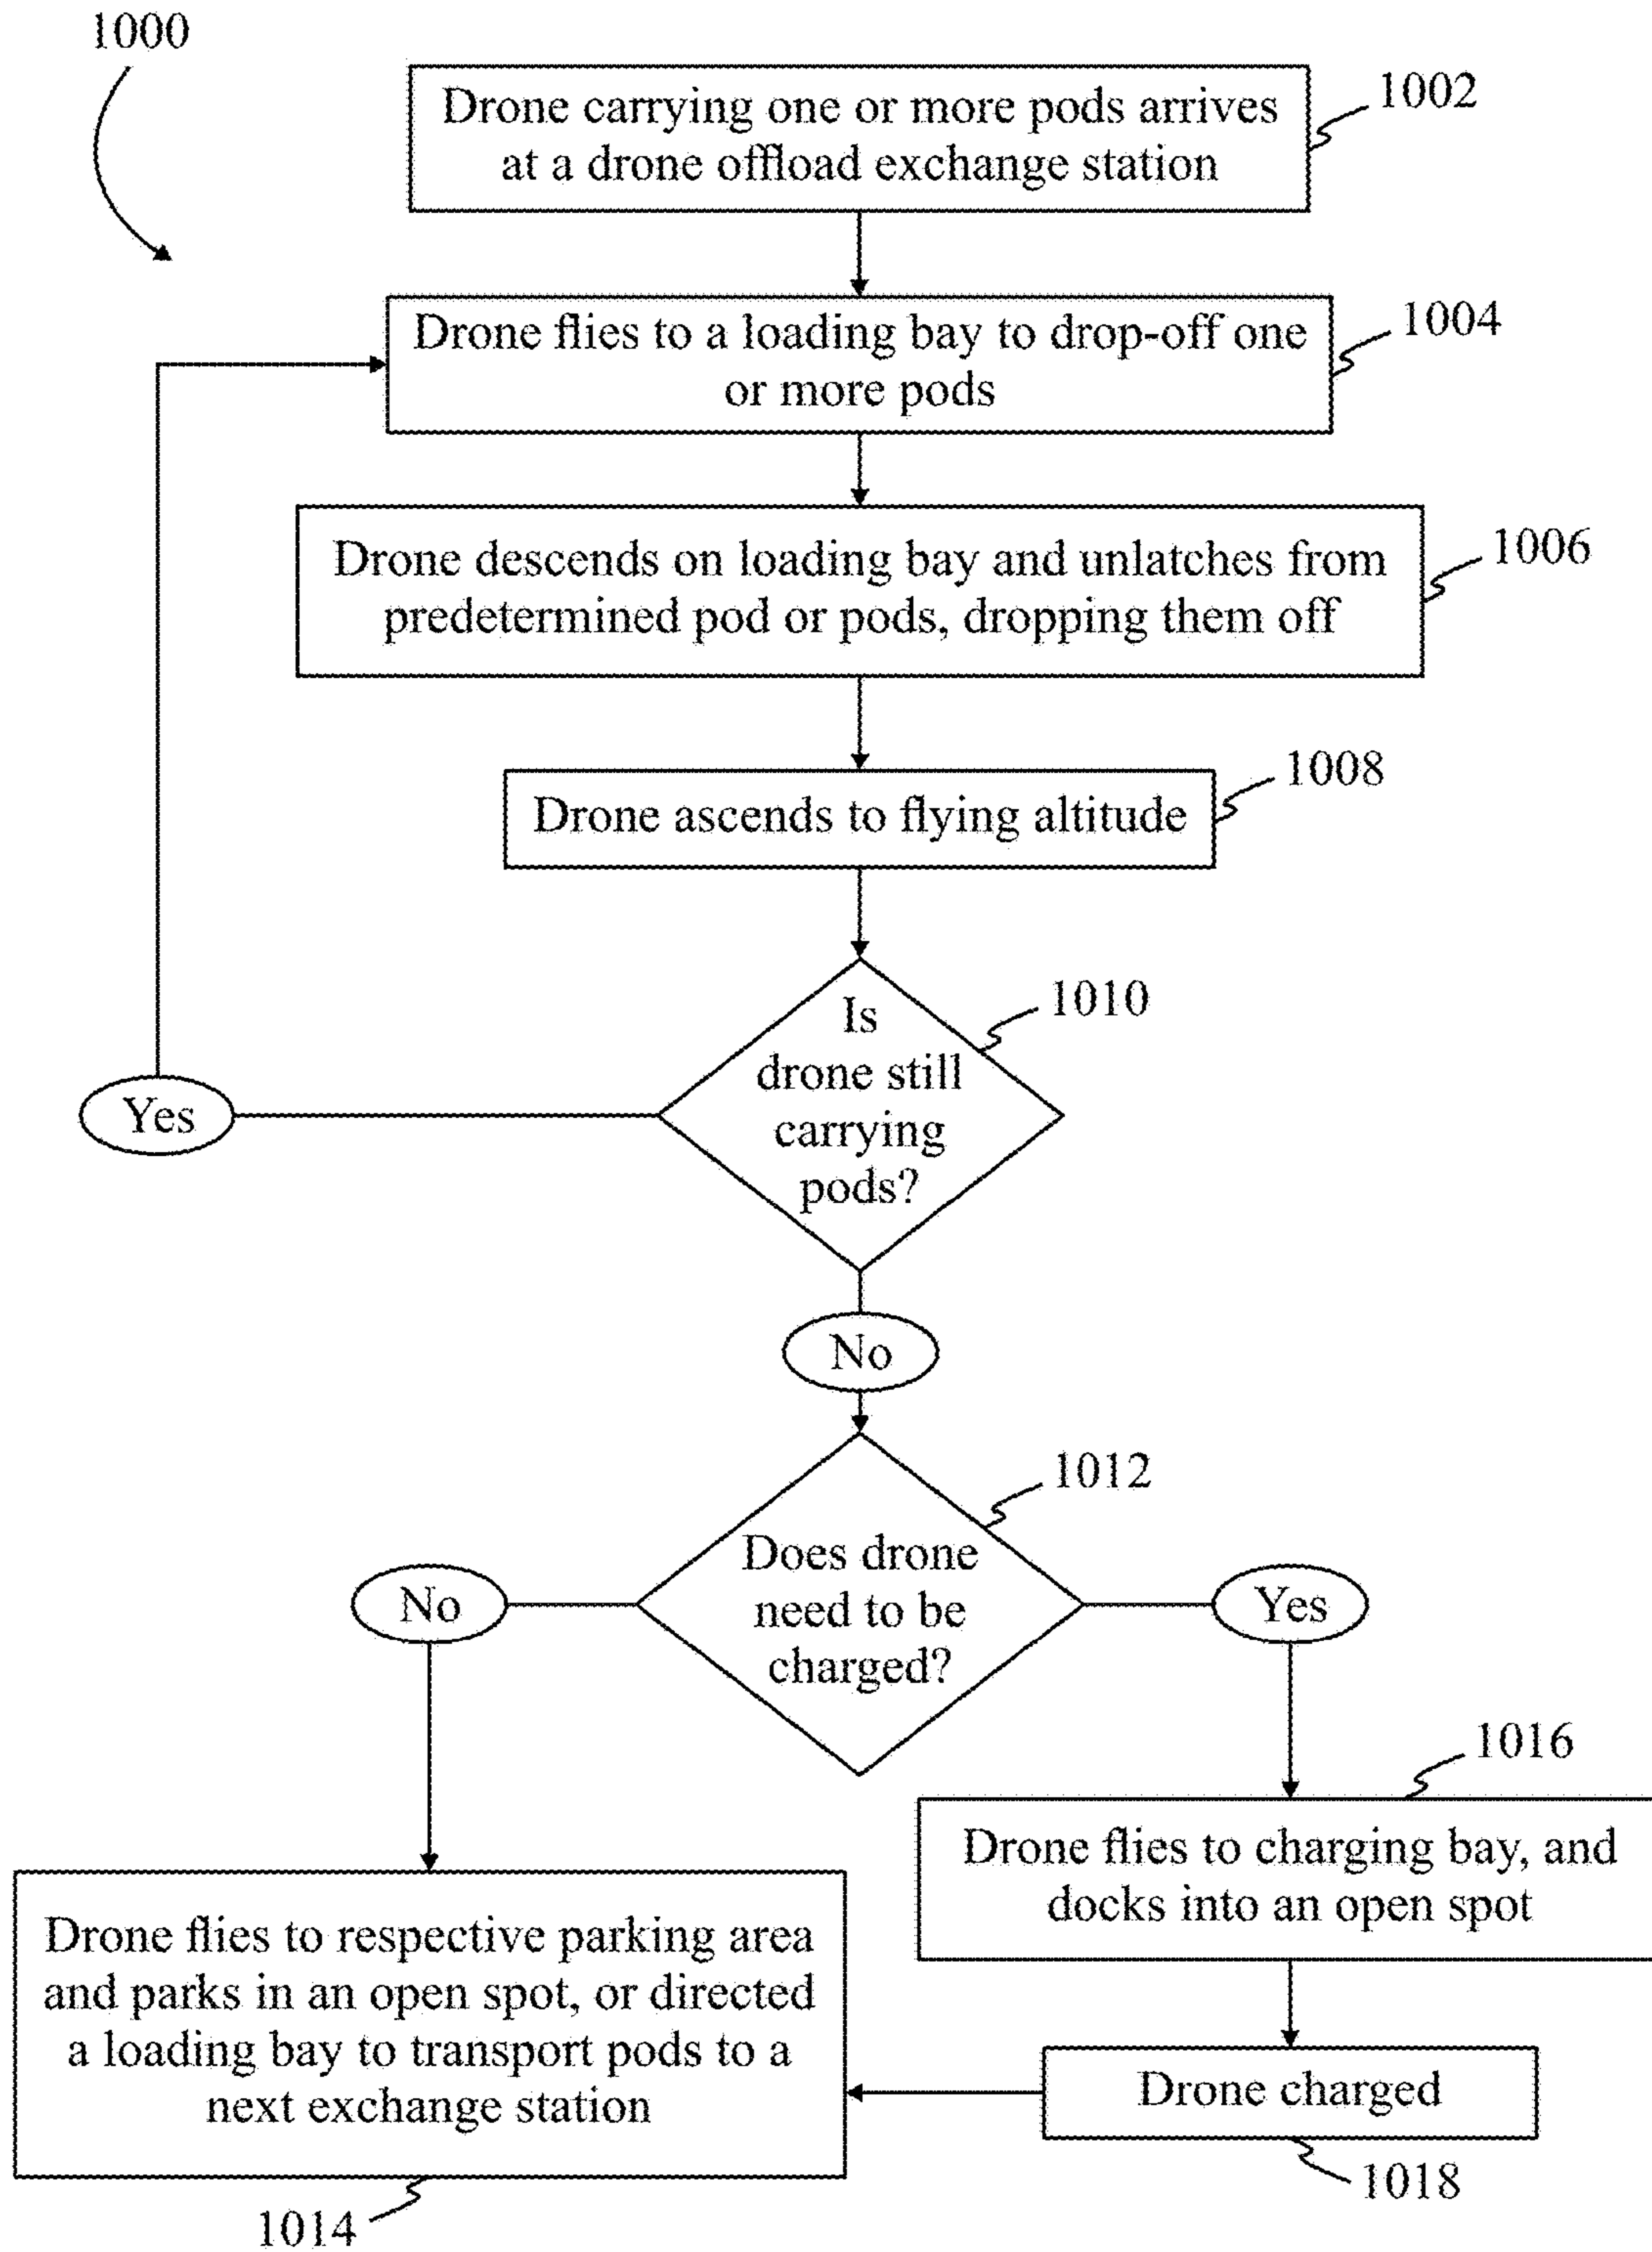 1000
Drone carrying one or more pods arrives
at a drone offload exchange station
1002
Drone flies to a loading bay to drop-off one
or more pods
1004
Drone descends on loading bay and unlatches from
predetermined pod or pods, dropping them off
1006
Drone ascends to flying altitude
1008
Is
drone still
carrying
pods?
1010
Yes
No
Does drone
need to be
charged?
1012
No
Yes
Drone flies to charging bay, and
docks into an open spot
1016
Drone flies to respective parking area
and parks in an open spot, or directed
a loading bay to transport pods to a
next exchange station
1014
Drone charged
1018